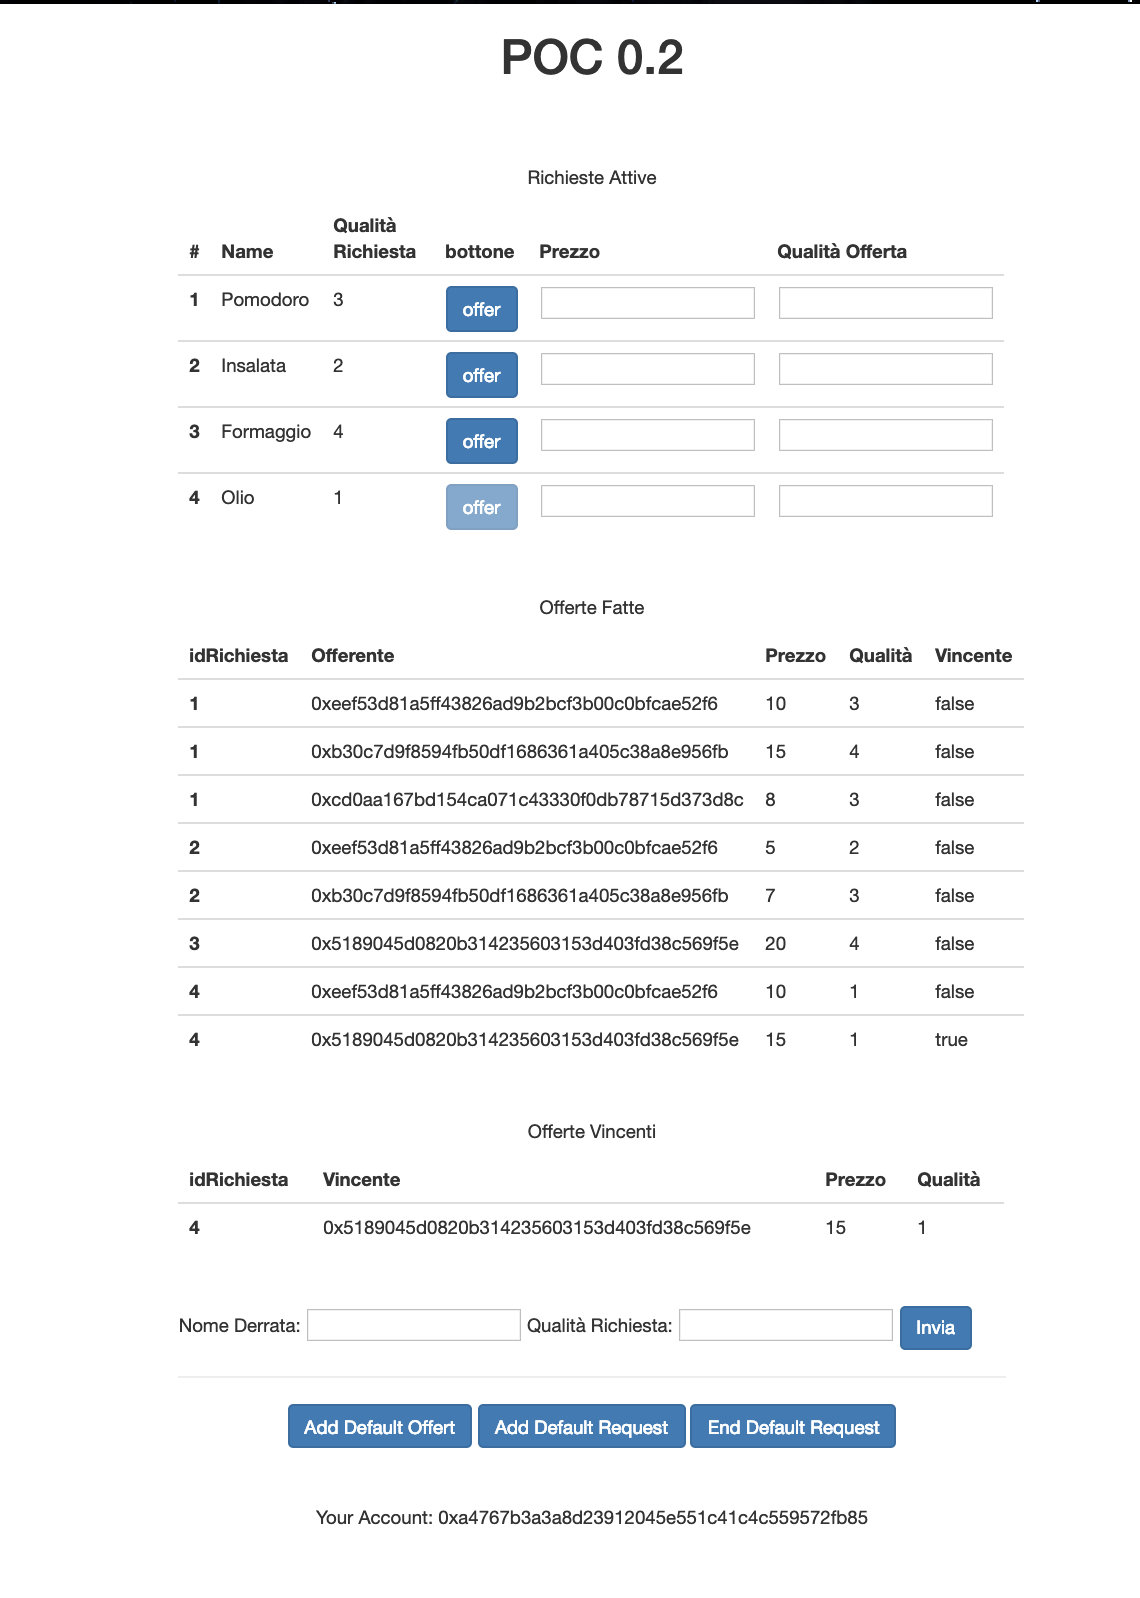 POC 0.2
Richieste Attive
# Name Qualità Richiesta bottone Prezzo Qualità Offerta
1 Pomodoro 3 offer
2 Insalata 2 offer
3 Formaggio 4 offer
4 Olio 1 offer
Offerte Fatte
idRichiesta Offerente Prezzo Qualità Vincente
1 0xeef53d81a5ff43826ad9b2bcf3b00c0bfcae52f6 10 3 false
1 0xb30c7d9f8594fb50df1686361a405c38a8e956fb 15 4 false
1 0xcd0aa167bd154ca071c43330f0db78715d373d8c 8 3 false
2 0xeef53d81a5ff43826ad9b2bcf3b00c0bfcae52f6 5 2 false
2 0xb30c7d9f8594fb50df1686361a405c38a8e956fb 7 3 false
3 0x5189045d0820b314235603153d403fd38c569f5e 20 4 false
4 0xeef53d81a5ff43826ad9b2bcf3b00c0bfcae52f6 10 1 false
4 0x5189045d0820b314235603153d403fd38c569f5e 15 1 true
Offerte Vincenti
idRichiesta Vincente Prezzo Qualità
4 0x5189045d0820b314235603153d403fd38c569f5e 15 1
Nome Derrata: Qualità Richiesta: Invia
Add Default Offert Add Default Request End Default Request
Your Account: 0xa4767b3a3a8d23912045e551c41c4c559572fb85